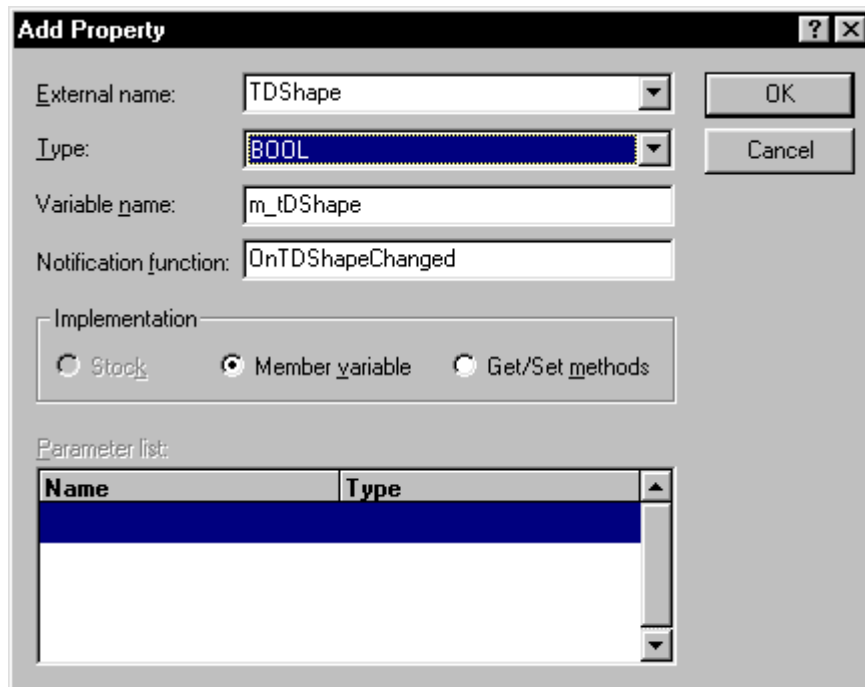 Add Property
External name: TDShape
OK
Type: BOOL
Cancel
Variable name: m_tDShape
Notification function: OnTDShapeChanged
Implementation
Stock Member variable Get/Set methods
Parameter list:
Name Type